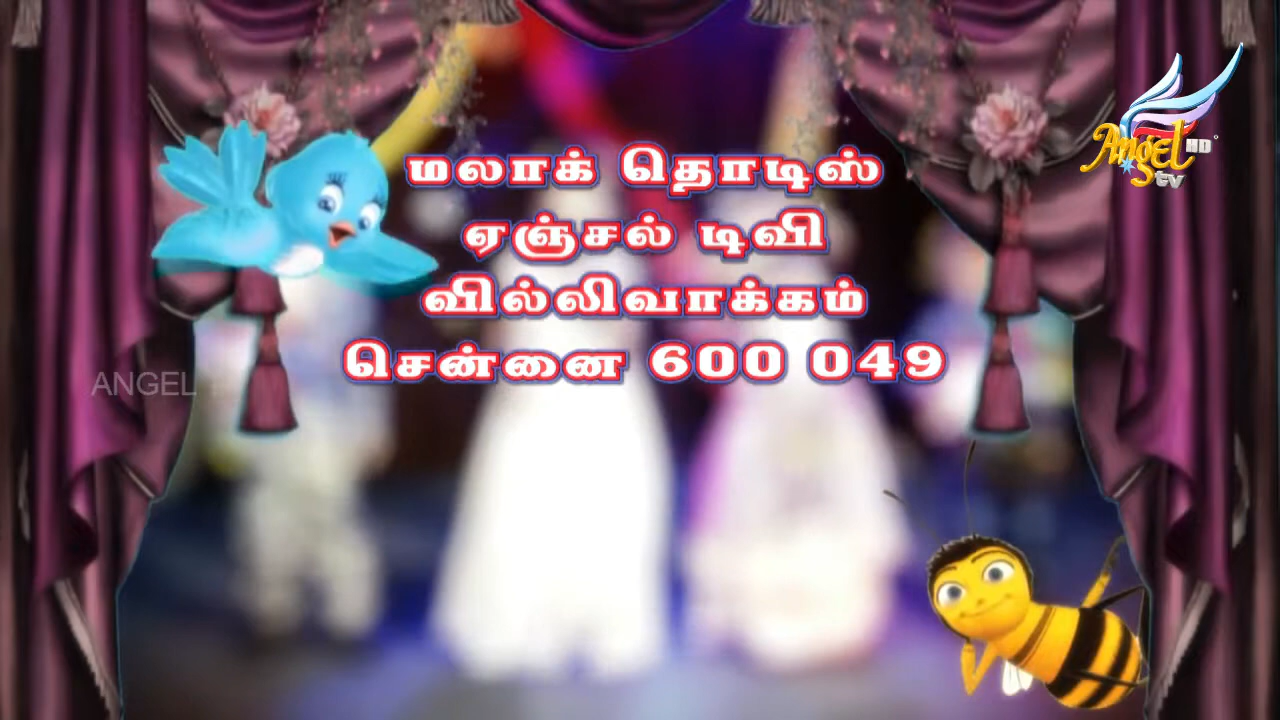 Angel HD
tv
மலாக் தொடிஸ்
ஏஞ்சல் டிவி
வில்லிவாக்கம்
சென்னை 600 049
ANGEL